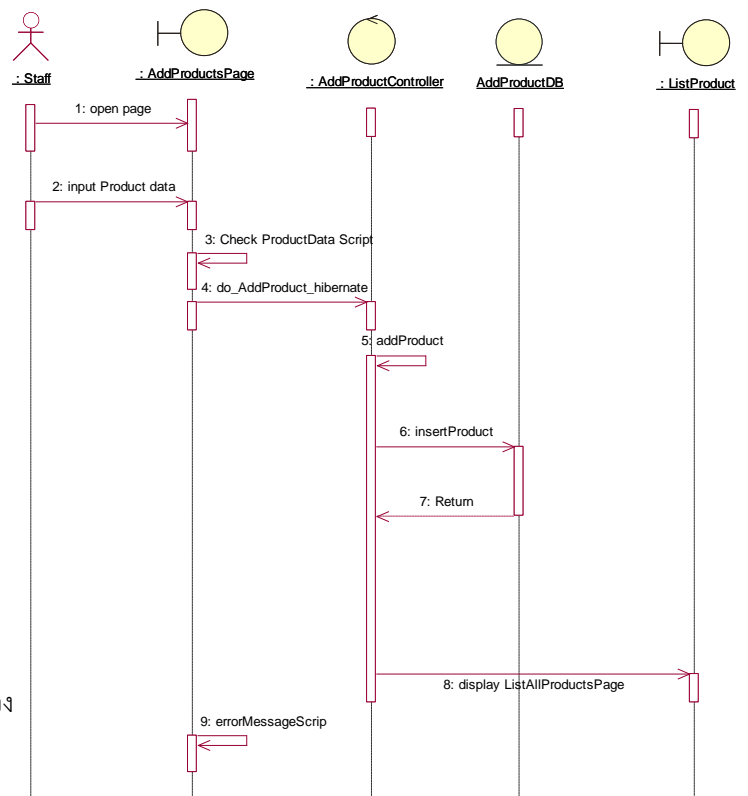 : Staff
: AddProductsPage
: AddProductController
AddProductDB
: ListProduct
1: open page
2: input Product data
3: Check ProductData Script
4: do_AddProduct_hibernate
5: addProduct
6: insertProduct
7: Return
8: display ListAllProductsPage
9: errorMessageScrip